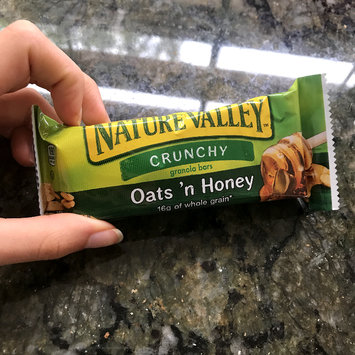 NATURE VALLEY
CRUNCHY
granola bars
Oats 'n Honey
16g of whole grain*